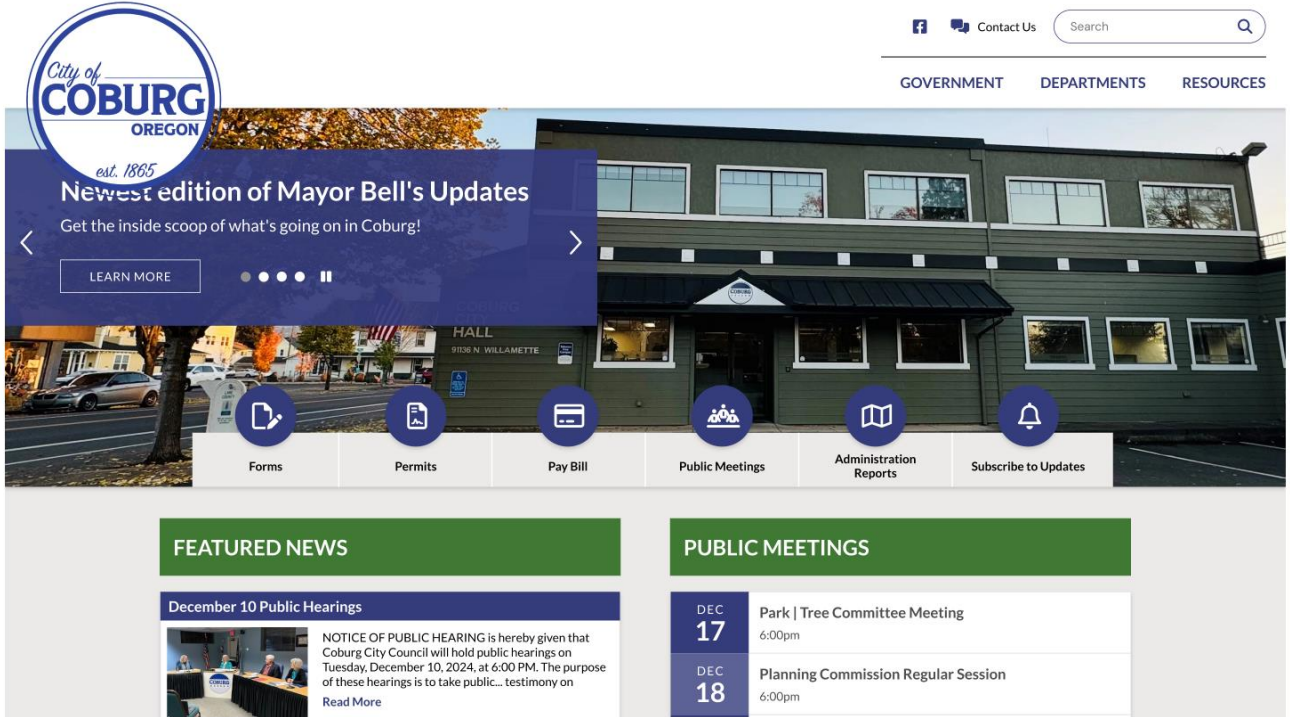 City of
COBURG
OREGON
est. 1865
Contact Us
Search
GOVERNMENT
DEPARTMENTS
RESOURCES
Newest edition of Mayor Bell's Updates
Get the inside scoop of what's going on in Coburg!
LEARN MORE
HALL
91136 N WILLAMETTE
COBURG
Forms
Permits
Pay Bill
Public Meetings
Administration
Reports
Subscribe to Updates
FEATURED NEWS
December 10 Public Hearings
NOTICE OF PUBLIC HEARING is hereby given that
Coburg City Council will hold public hearings on
Tuesday, December 10, 2024, at 6:00 PM. The purpose
of these hearings is to take public... testimony on
Read More
COBURG
PUBLIC MEETINGS
DEC
17
Park | Tree Committee Meeting
6:00pm
DEC
18
Planning Commission Regular Session
6:00pm